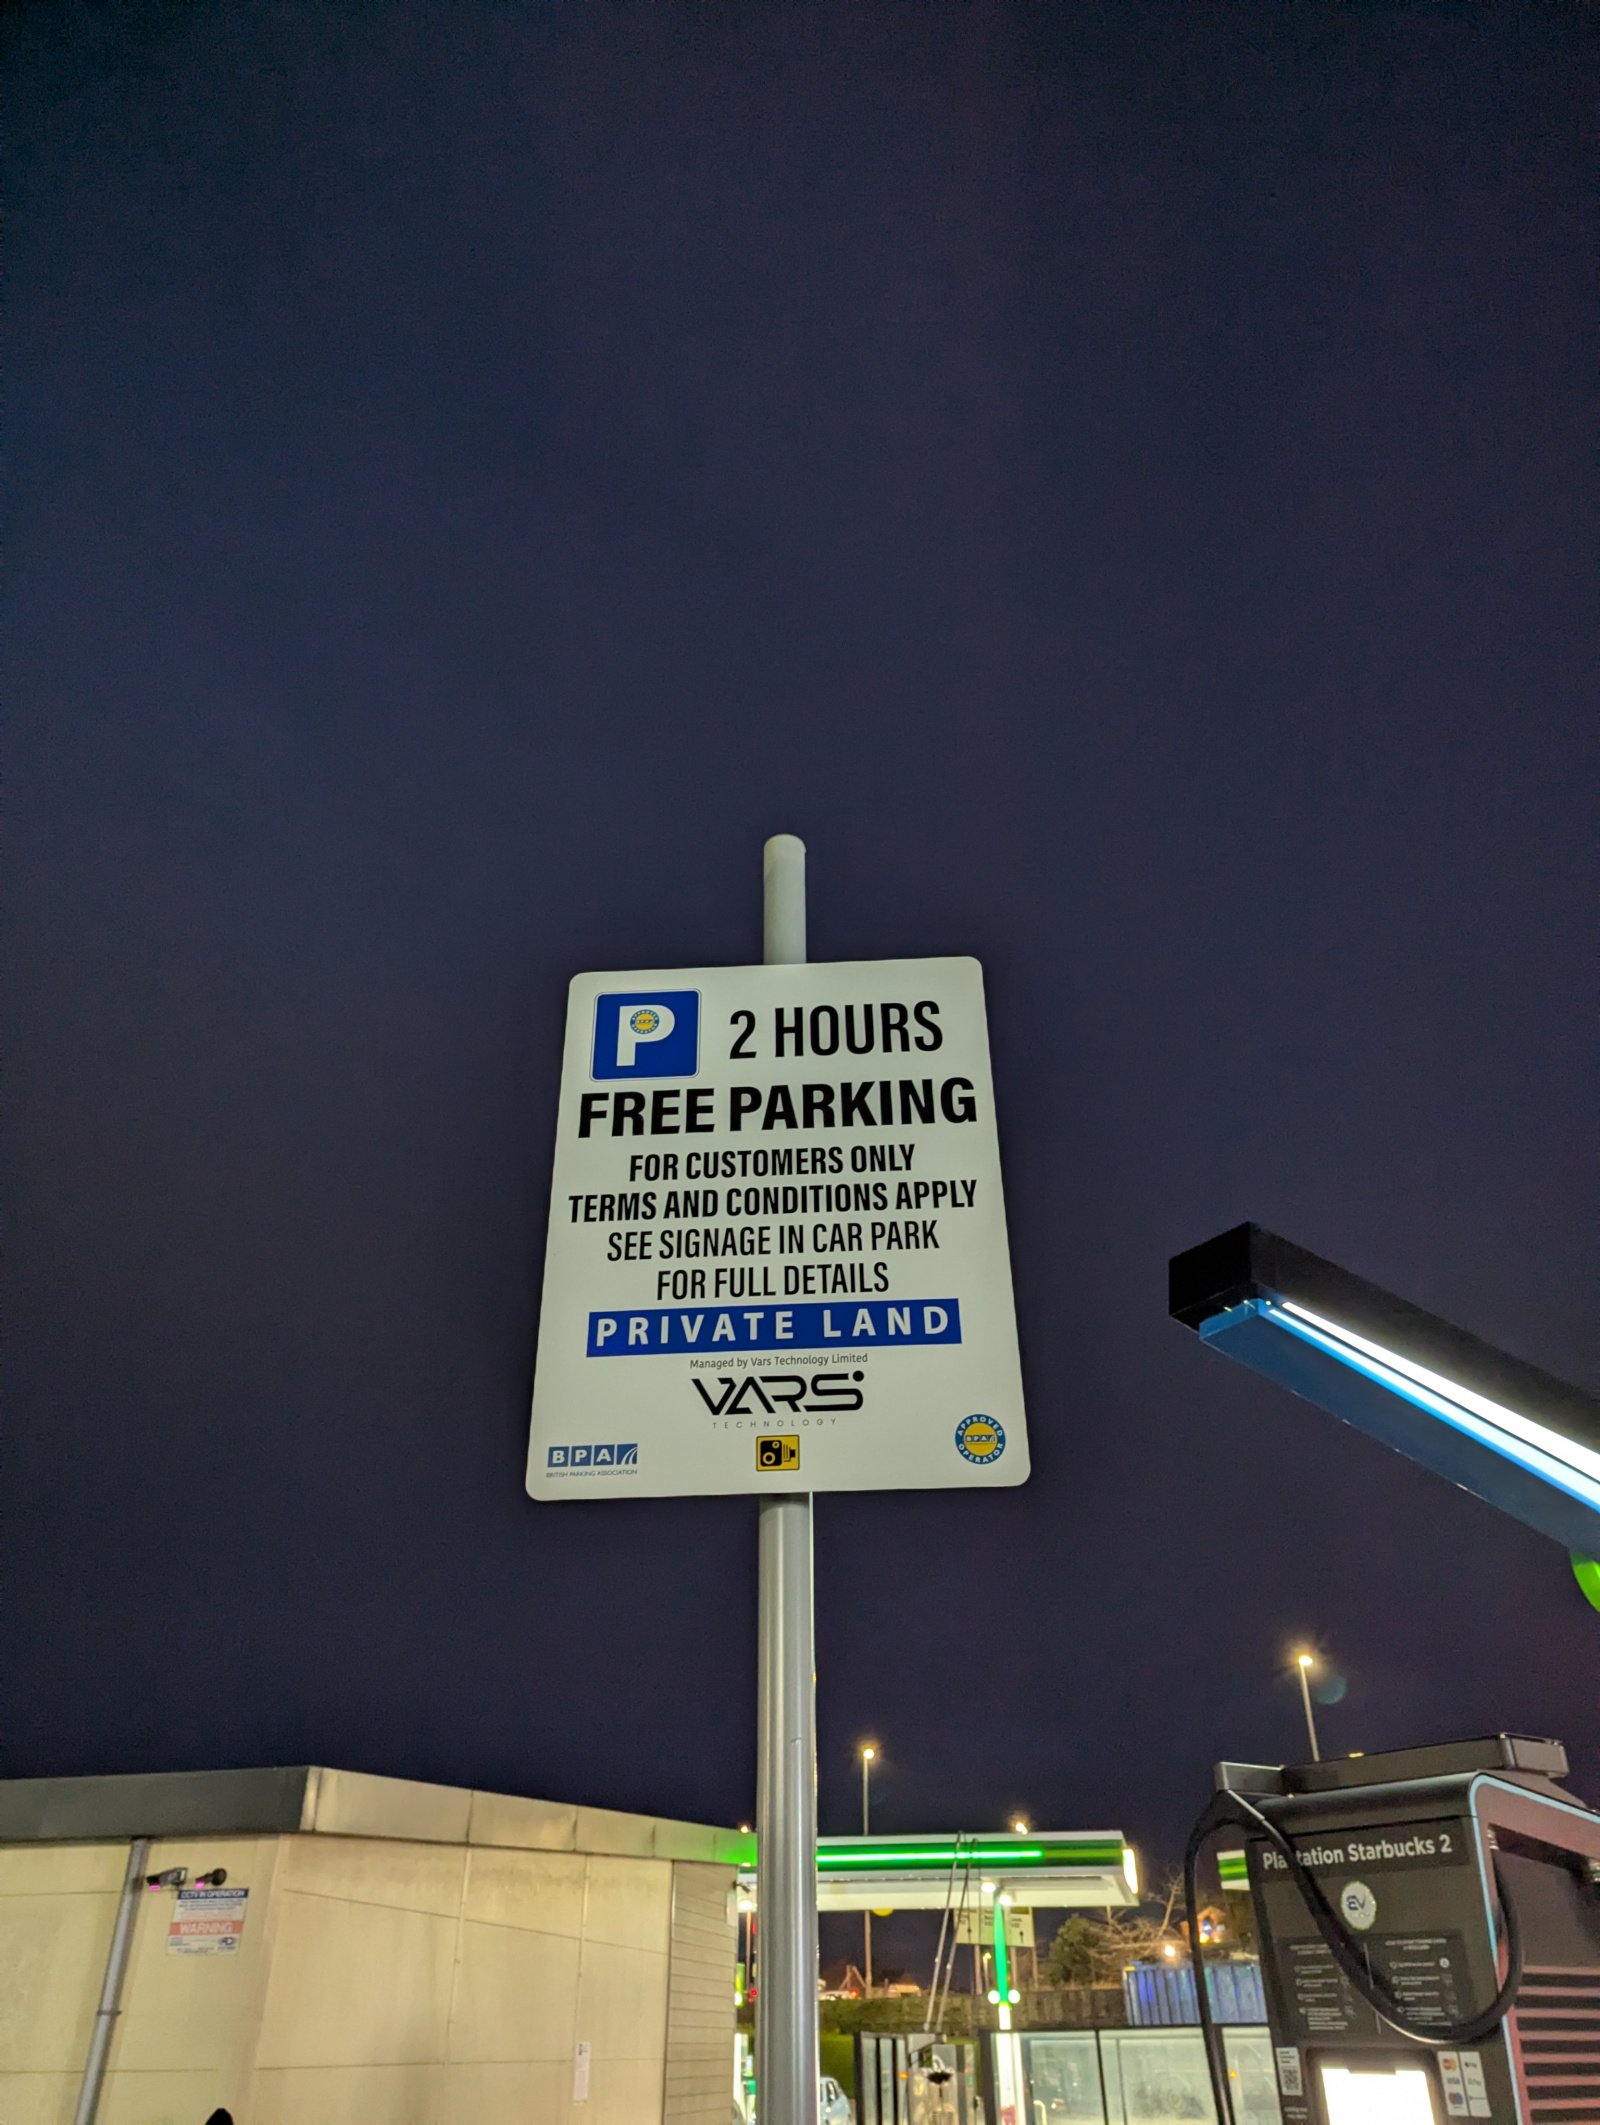 P 2 HOURS
FREE PARKING
FOR CUSTOMERS ONLY
TERMS AND CONDITIONS APPLY
SEE SIGNAGE IN CAR PARK
FOR FULL DETAILS
PRIVATE LAND
Managed by Vars Technology Limited
VARS
TECHNOLOGY
BPA
BRITISH PARKING ASSOCIATION
APPROVED
BPA
OPERATOR
Starbucks 2
EV
CCTV IN OPERATION
WARNING
VISA